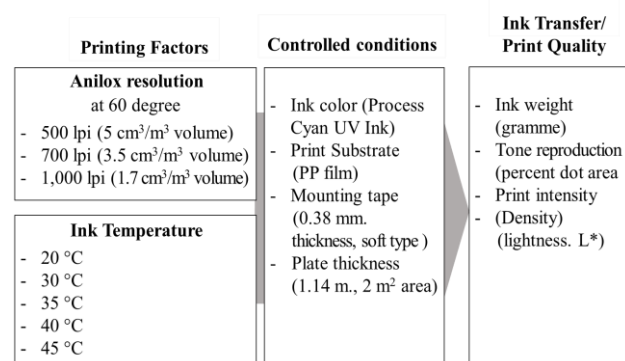 Printing Factors
Anilox resolution
at 60 degree
- 500 lpi (5 cm³/m³ volume)
- 700 lpi (3.5 cm³/m³ volume)
- 1,000 lpi (1.7 cm³/m³ volume)
Ink Temperature
- 20 °C
- 30 °C
- 35 °C
- 40 °C
- 45 °C
Controlled conditions
- Ink color (Process
Cyan UV Ink)
- Print Substrate
(PP film)
- Mounting tape
(0.38 mm.
thickness, soft type )
- Plate thickness
(1.14 m., 2 m² area)
Ink Transfer/
Print Quality
- Ink weight
(gramme)
- Tone reproduction
(percent dot area
- Print intensity
- (Density)
(lightness. L*)